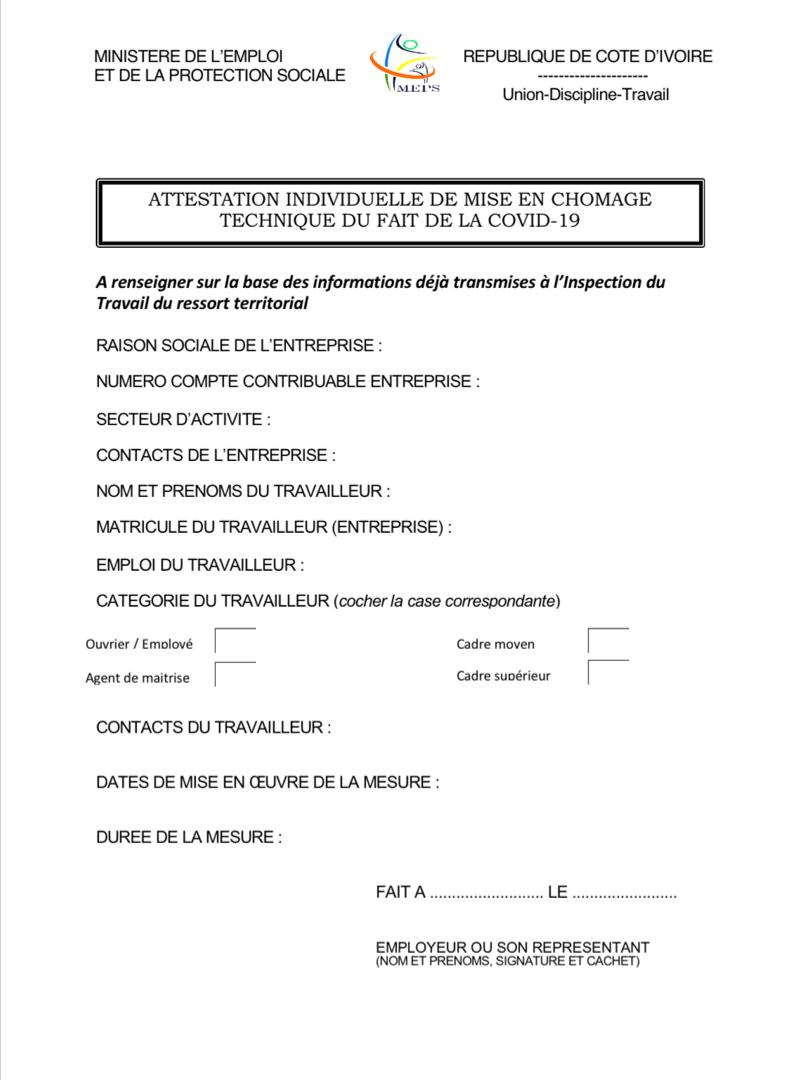 MINISTERE DE L'EMPLOI
ET DE LA PROTECTION SOCIALE
MEPS
REPUBLIQUE DE COTE D'IVOIRE
---------------------
Union-Discipline-Travail
ATTESTATION INDIVIDUELLE DE MISE EN CHOMAGE
TECHNIQUE DU FAIT DE LA COVID-19
A renseigner sur la base des informations déjà transmises à l'Inspection du
Travail du ressort territorial
RAISON SOCIALE DE L'ENTREPRISE :
NUMERO COMPTE CONTRIBUABLE ENTREPRISE :
SECTEUR D'ACTIVITE :
CONTACTS DE L'ENTREPRISE :
NOM ET PRENOMS DU TRAVAILLEUR :
MATRICULE DU TRAVAILLEUR (ENTREPRISE) :
EMPLOI DU TRAVAILLEUR :
CATEGORIE DU TRAVAILLEUR (cocher la case correspondante)
Ouvrier / Employé
Cadre moyen
Agent de maitrise
Cadre supérieur
CONTACTS DU TRAVAILLEUR :
DATES DE MISE EN ŒUVRE DE LA MESURE :
DUREE DE LA MESURE :
FAIT A .......................... LE ........................
EMPLOYEUR OU SON REPRESENTANT
(NOM ET PRENOMS, SIGNATURE ET CACHET)